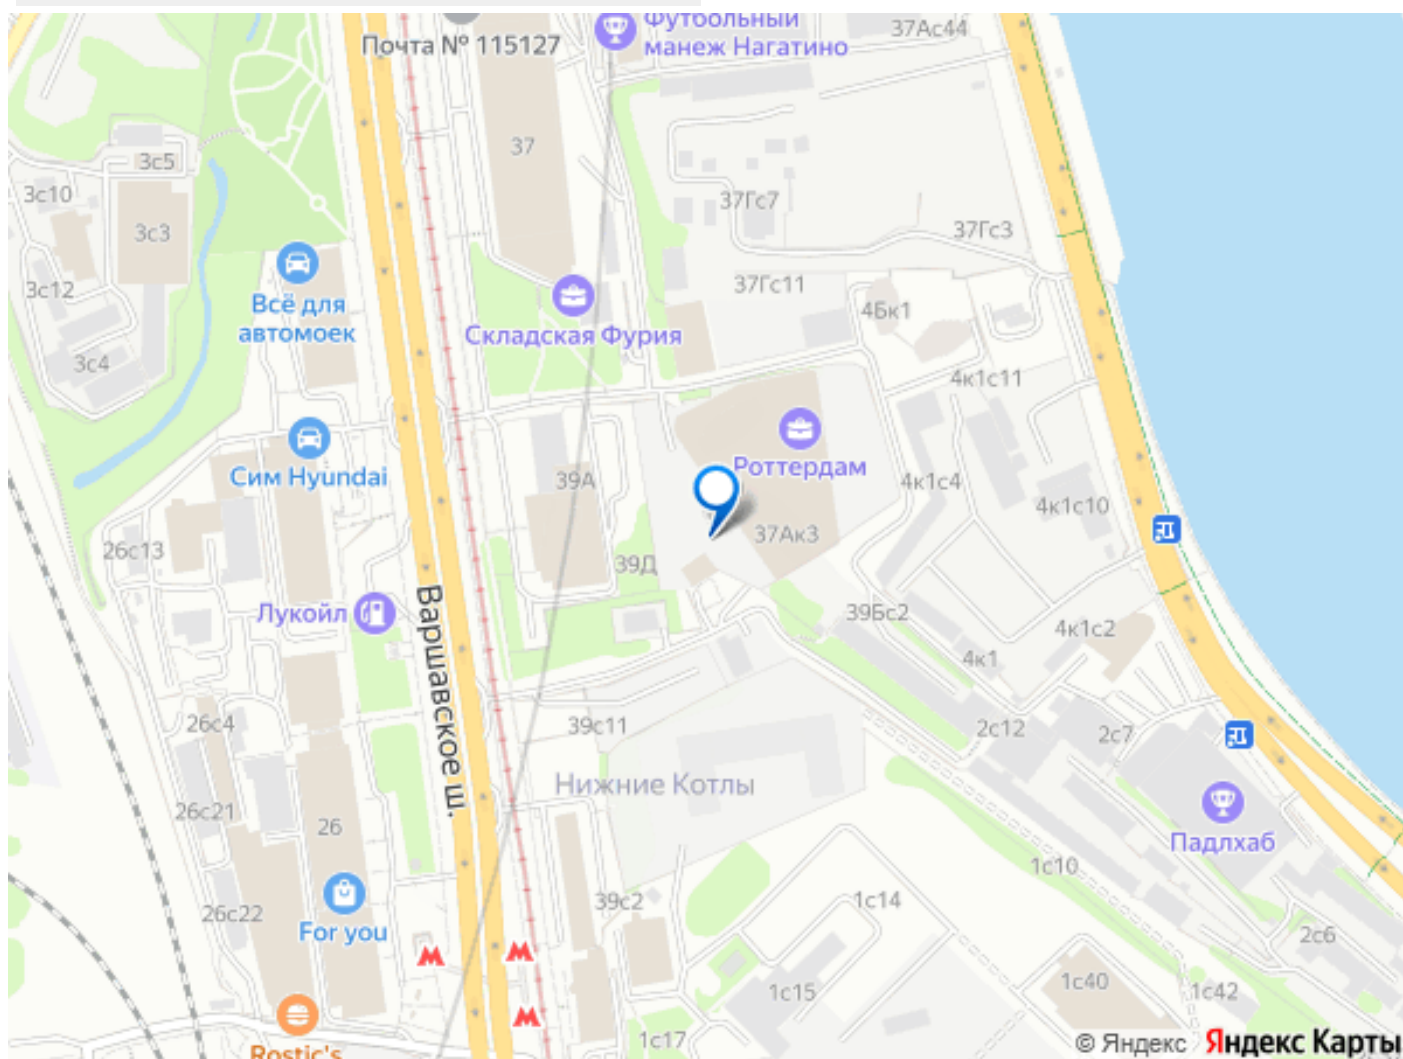 Футбольный
манеж Нагатино
37Ас44
Почта № 115127
37
3с5
3с10
3с3
37Гс7
37Гс3
3с12
Всё для
автомоек
37Гс11
4Бк1
Складская Фурия
3с4
4к1с11
Сим Hyundai
39А
Роттердам
4к1с4
4к1с10
26с13
37Ак3
39Д
Лукойл
Варшавское ш.
39Бс2
4к1с2
4к1
26с4
39с11
2с12
2с7
Нижние Котлы
26с21
26
Падлхаб
1с10
26с22
For you
39с2
1с14
2с6
1с15
1с40
1с42
1с17
Rostic's
© Яндекс Яндекс Карты